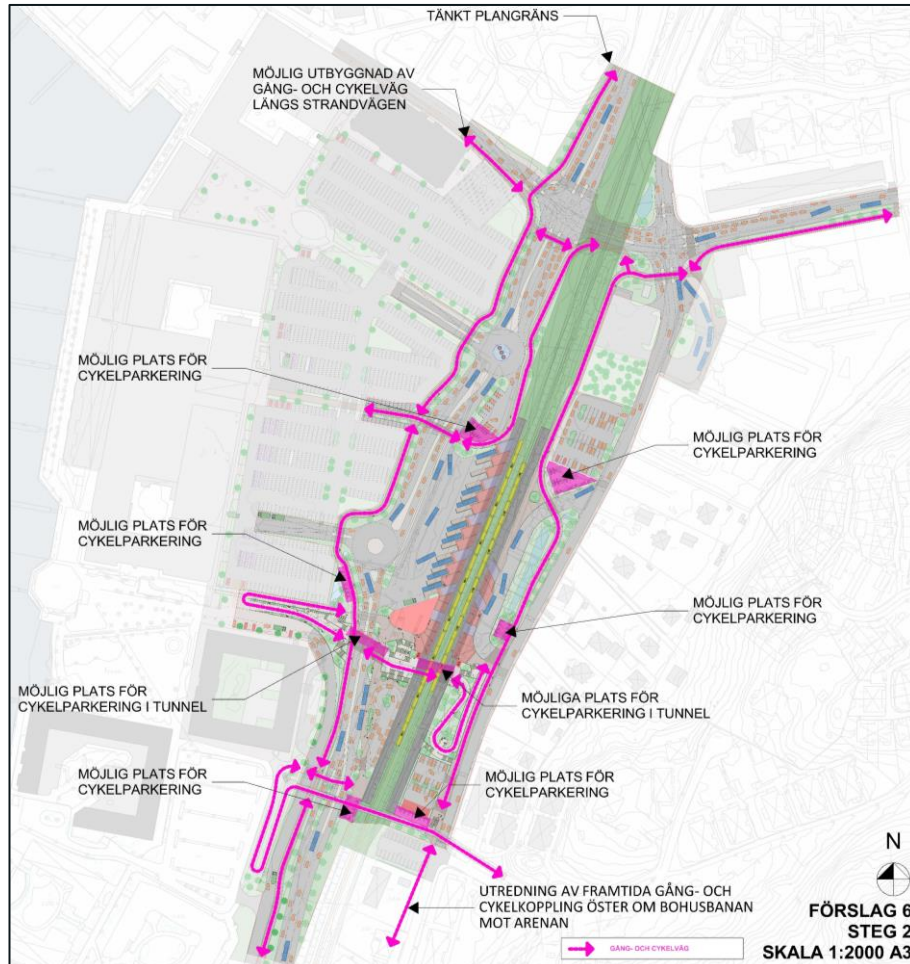 TÄNKT PLANGRÄNS
MÖJLIG UTBYGGNAD AV
GÅNG- OCH CYKELVÄG
LÄNGS STRANDVÄGEN
MÖJLIG PLATS FÖR
CYKELPARKERING
MÖJLIG PLATS FÖR
CYKELPARKERING
MÖJLIG PLATS FÖR
CYKELPARKERING
MÖJLIG PLATS FÖR
CYKELPARKERING
MÖJLIG PLATS FÖR
CYKELPARKERING I TUNNEL
MÖJLIGA PLATS FÖR
CYKELPARKERING I TUNNEL
MÖJLIG PLATS FÖR
CYKELPARKERING
MÖJLIG PLATS FÖR
CYKELPARKERING
UTREDNING AV FRAMTIDA GÅNG- OCH
CYKELKOPPLING ÖSTER OM BOHUSBANAN
MOT ARENAN
N
FÖRSLAG 6
STEG 2
SKALA 1:2000 A3
GÅNG- OCH CYKELVÄG